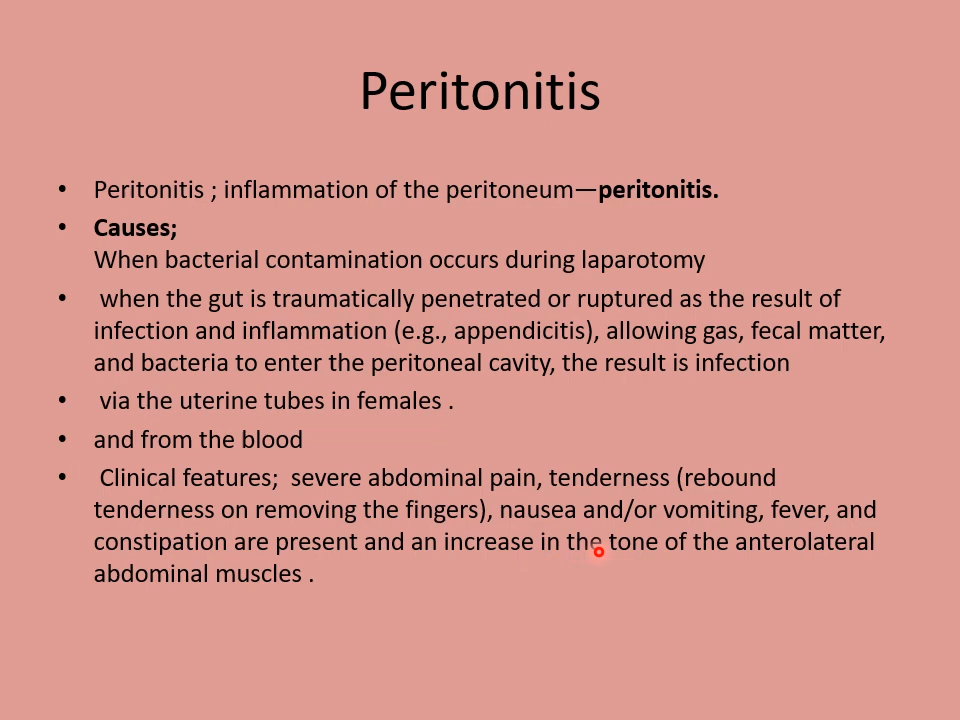 Peritonitis
• Peritonitis ; inflammation of the peritoneum—peritonitis.
• Causes;
When bacterial contamination occurs during laparotomy
• when the gut is traumatically penetrated or ruptured as the result of
infection and inflammation (e.g., appendicitis), allowing gas, fecal matter,
and bacteria to enter the peritoneal cavity, the result is infection
• via the uterine tubes in females .
• and from the blood
• Clinical features;  severe abdominal pain, tenderness (rebound
tenderness on removing the fingers), nausea and/or vomiting, fever, and
constipation are present and an increase in the tone of the anterolateral
abdominal muscles .